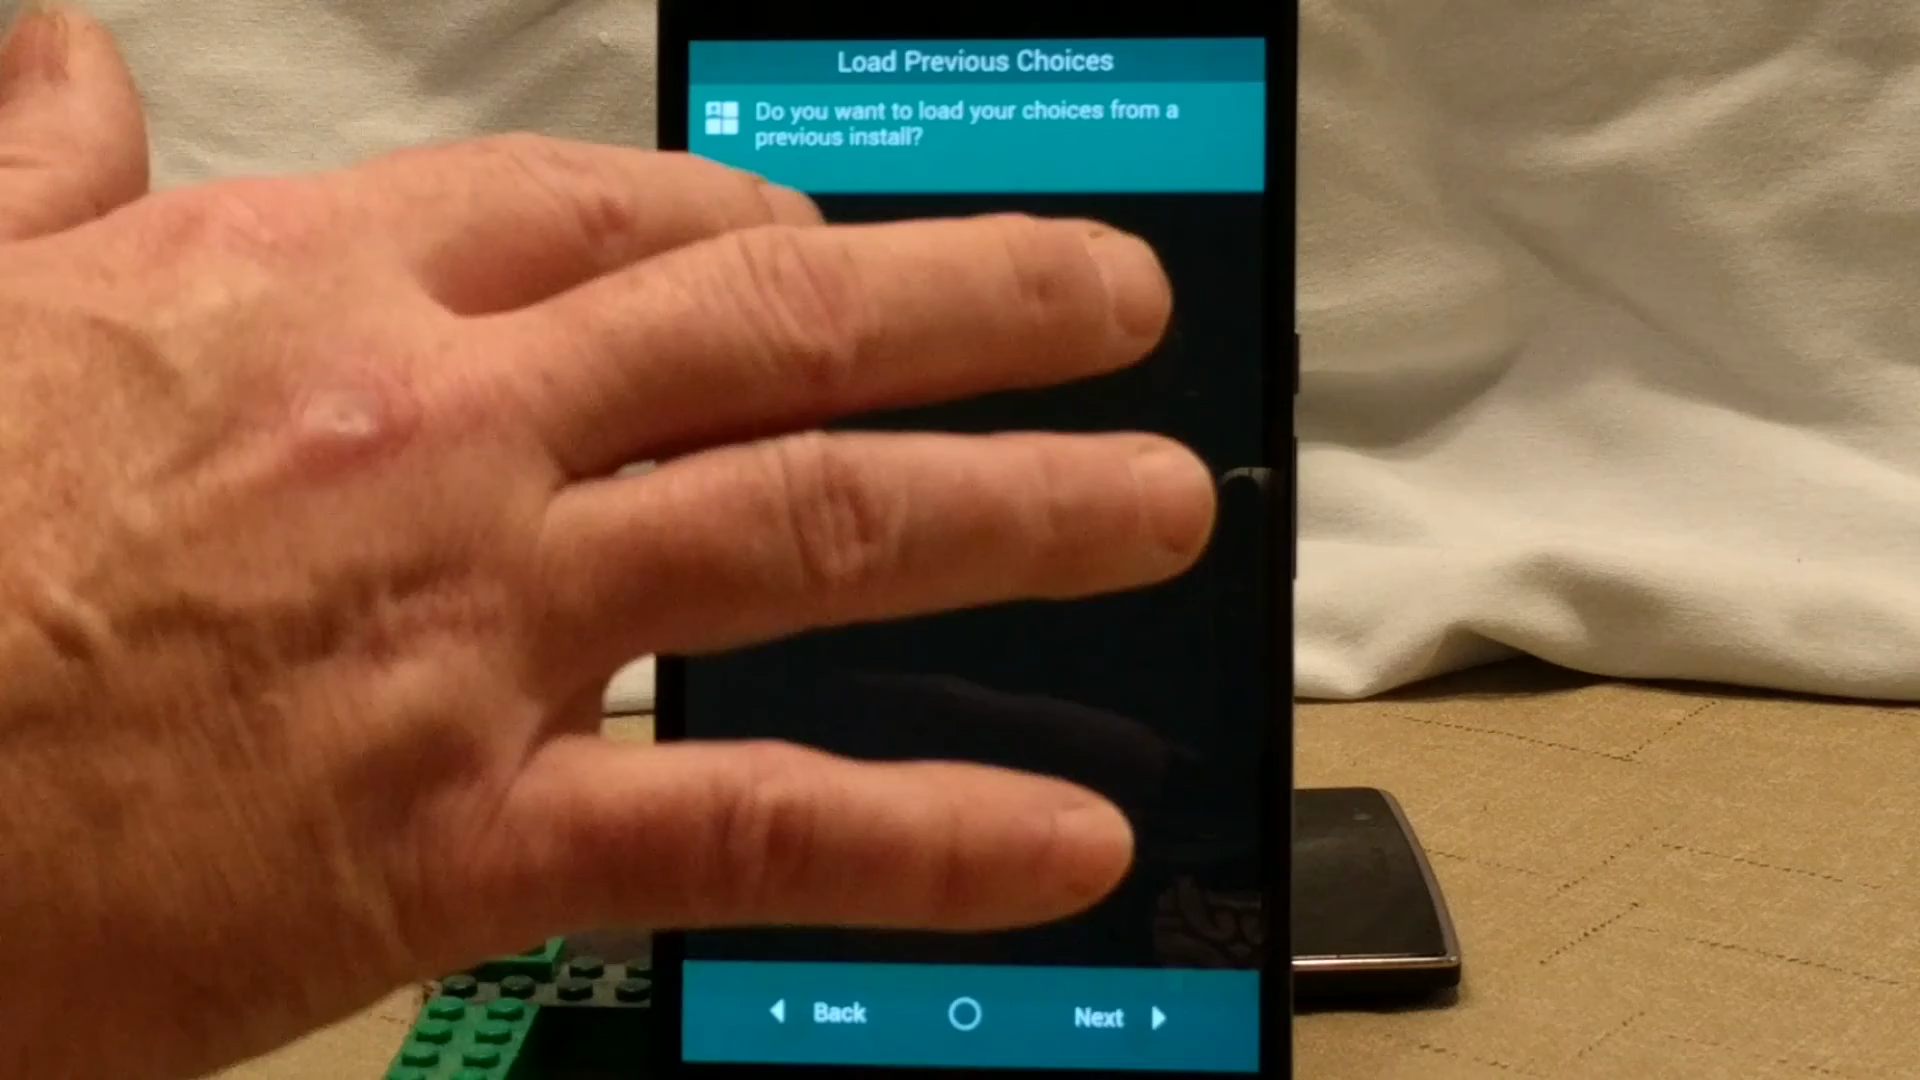 Load Previous Choices
Do you want to load your choices from a
previous install?
Back
Next